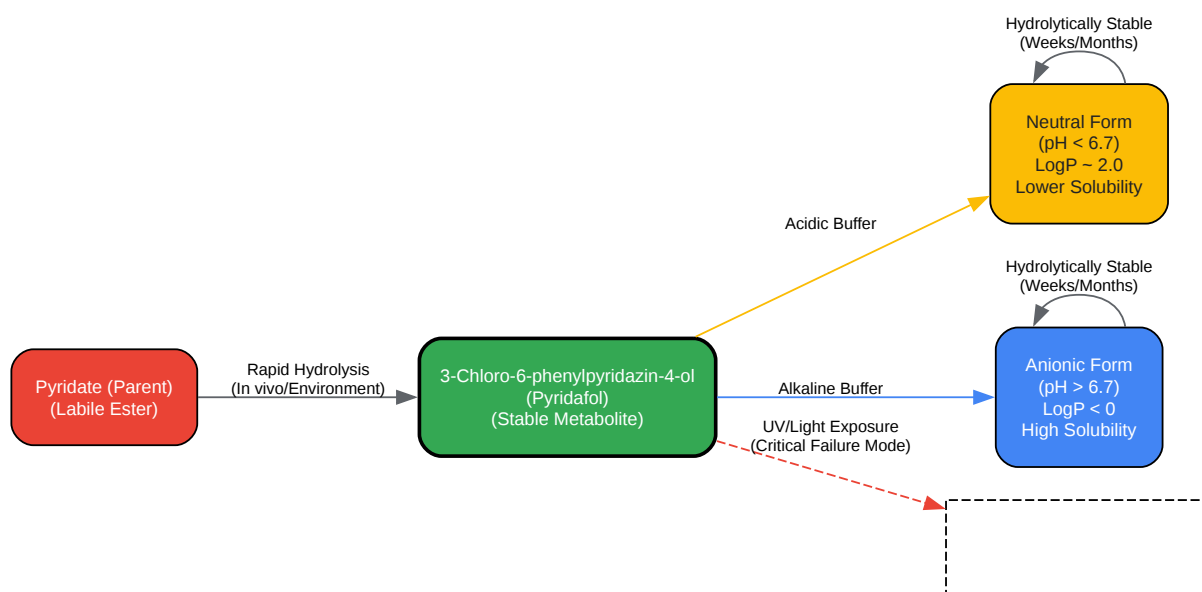 Pyridate (Parent)
(Labile Ester)
Rapid Hydrolysis
(In vivo/Environment)
3-Chloro-6-phenylpyridazin-4-ol
(Pyridafol)
(Stable Metabolite)
Acidic Buffer
Hydrolytically Stable
(Weeks/Months)
Neutral Form
(pH < 6.7)
LogP ~ 2.0
Lower Solubility
Alkaline Buffer
Hydrolytically Stable
(Weeks/Months)
Anionic Form
(pH > 6.7)
LogP < 0
High Solubility
UV/Light Exposure
(Critical Failure Mode)